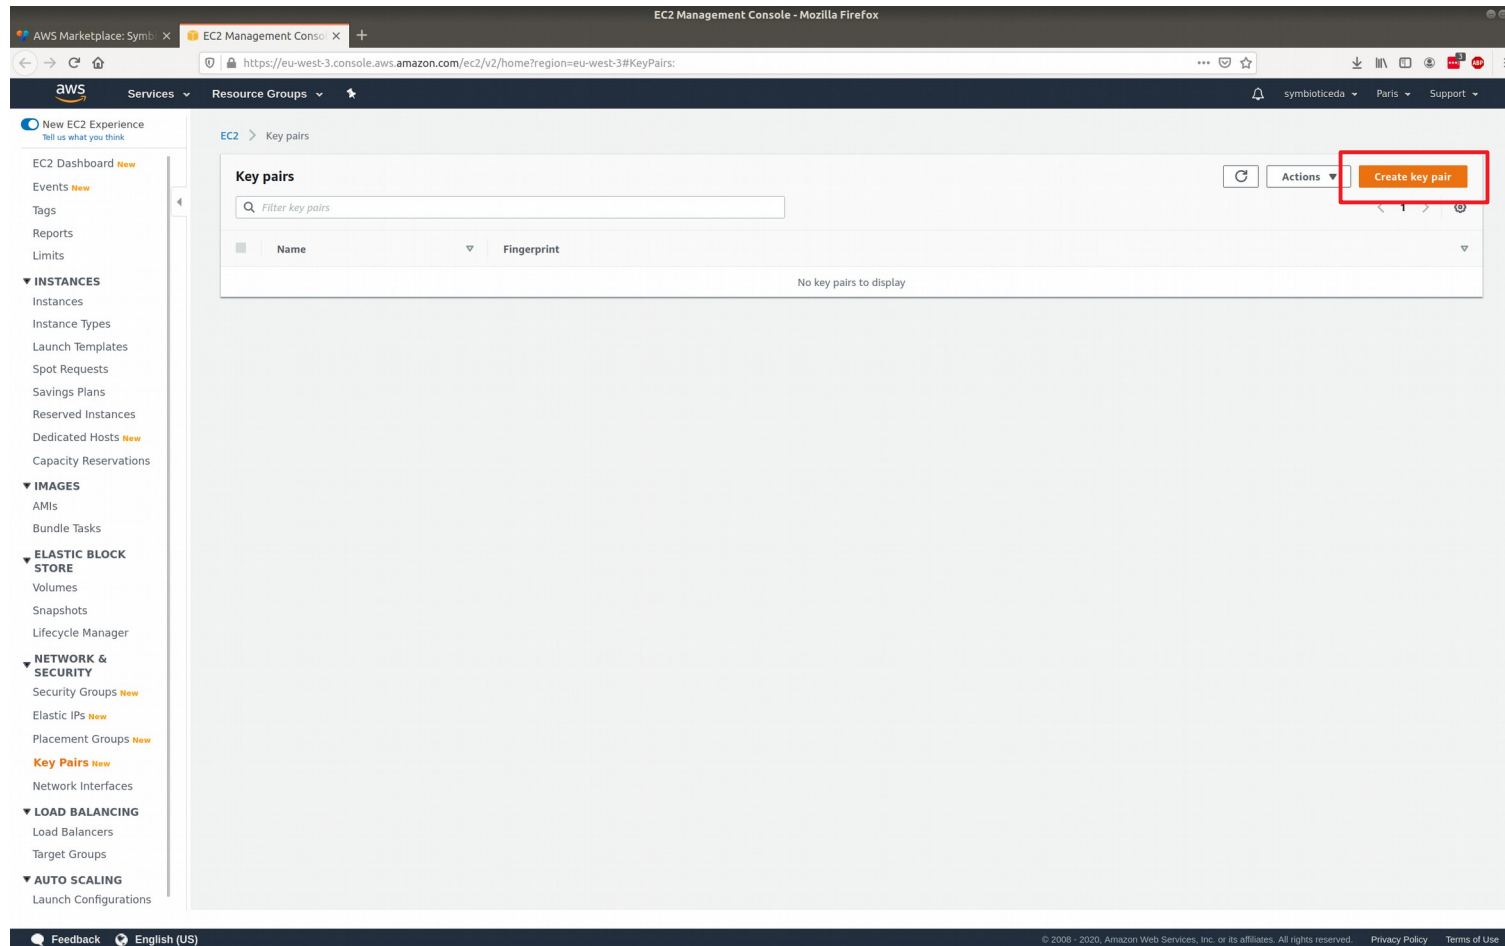 EC2 Management Console - Mozilla Firefox
AWS Marketplace: Symbi
EC2 Management Consol
https://eu-west-3.console.aws.amazon.com/ec2/v2/home?region=eu-west-3#KeyPairs:
3
ABP
aws
Services
Resource Groups
symbioticeda
Paris
Support
New EC2 Experience
Tell us what you think
EC2 Dashboard New
Events New
Tags
Reports
Limits
INSTANCES
Instances
Instance Types
Launch Templates
Spot Requests
Savings Plans
Reserved Instances
Dedicated Hosts New
Capacity Reservations
IMAGES
AMIs
Bundle Tasks
ELASTIC BLOCK
STORE
Volumes
Snapshots
Lifecycle Manager
NETWORK &
SECURITY
Security Groups New
Elastic IPs New
Placement Groups New
Key Pairs New
Network Interfaces
LOAD BALANCING
Load Balancers
Target Groups
AUTO SCALING
Launch Configurations
EC2 > Key pairs
Key pairs
Actions
Create key pair
Filter key pairs
< 1 >
Name
Fingerprint
No key pairs to display
Feedback
English (US)
© 2008 - 2020, Amazon Web Services, Inc. or its affiliates. All rights reserved.
Privacy Policy
Terms of Use